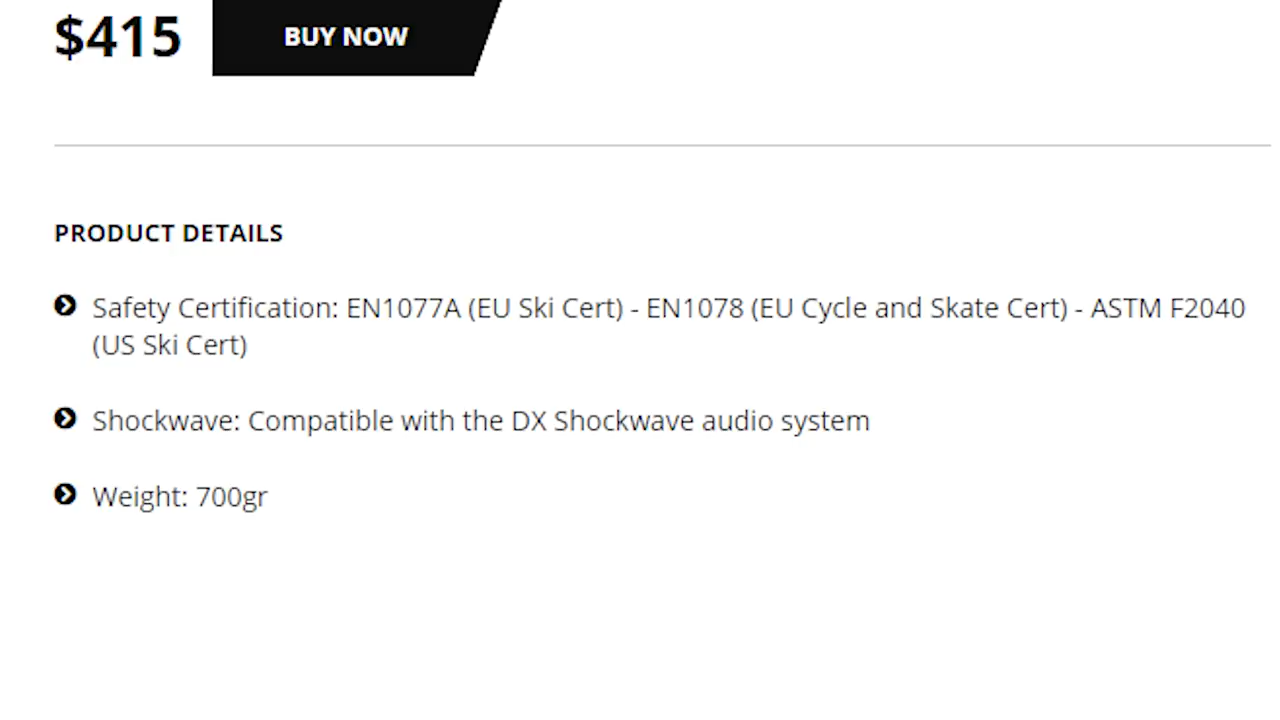 $415
BUY NOW
PRODUCT DETAILS
Safety Certification: EN1077A (EU Ski Cert) - EN1078 (EU Cycle and Skate Cert) - ASTM F2040
(US Ski Cert)
Shockwave: Compatible with the DX Shockwave audio system
Weight: 700gr